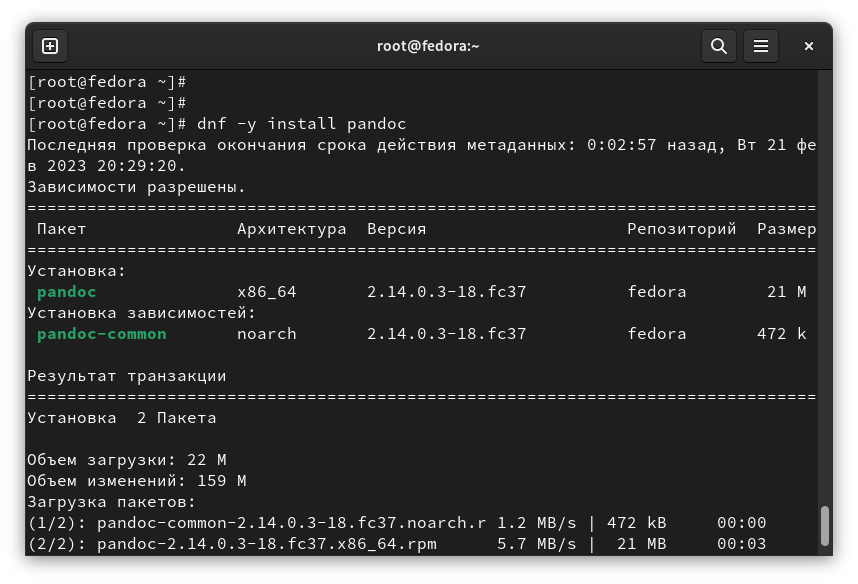 root@fedora:~
[root@fedora ~]#
[root@fedora ~]#
[root@fedora ~]# dnf -y install pandoc
Последняя проверка окончания срока действия метаданных: 0:02:57 назад, Вт 21 фе
в 2023 20:29:20.
Зависимости разрешены.
================================================================================
Пакет Архитектура Версия Репозиторий Размер
================================================================================
Установка:
pandoc x86_64 2.14.0.3-18.fc37 fedora 21 M
Установка зависимостей:
pandoc-common noarch 2.14.0.3-18.fc37 fedora 472 k
Результат транзакции
================================================================================
Установка 2 Пакета
Объем загрузки: 22 M
Объем изменений: 159 M
Загрузка пакетов:
(1/2): pandoc-common-2.14.0.3-18.fc37.noarch.r 1.2 MB/s | 472 kB 00:00
(2/2): pandoc-2.14.0.3-18.fc37.x86_64.rpm 5.7 MB/s | 21 MB 00:03